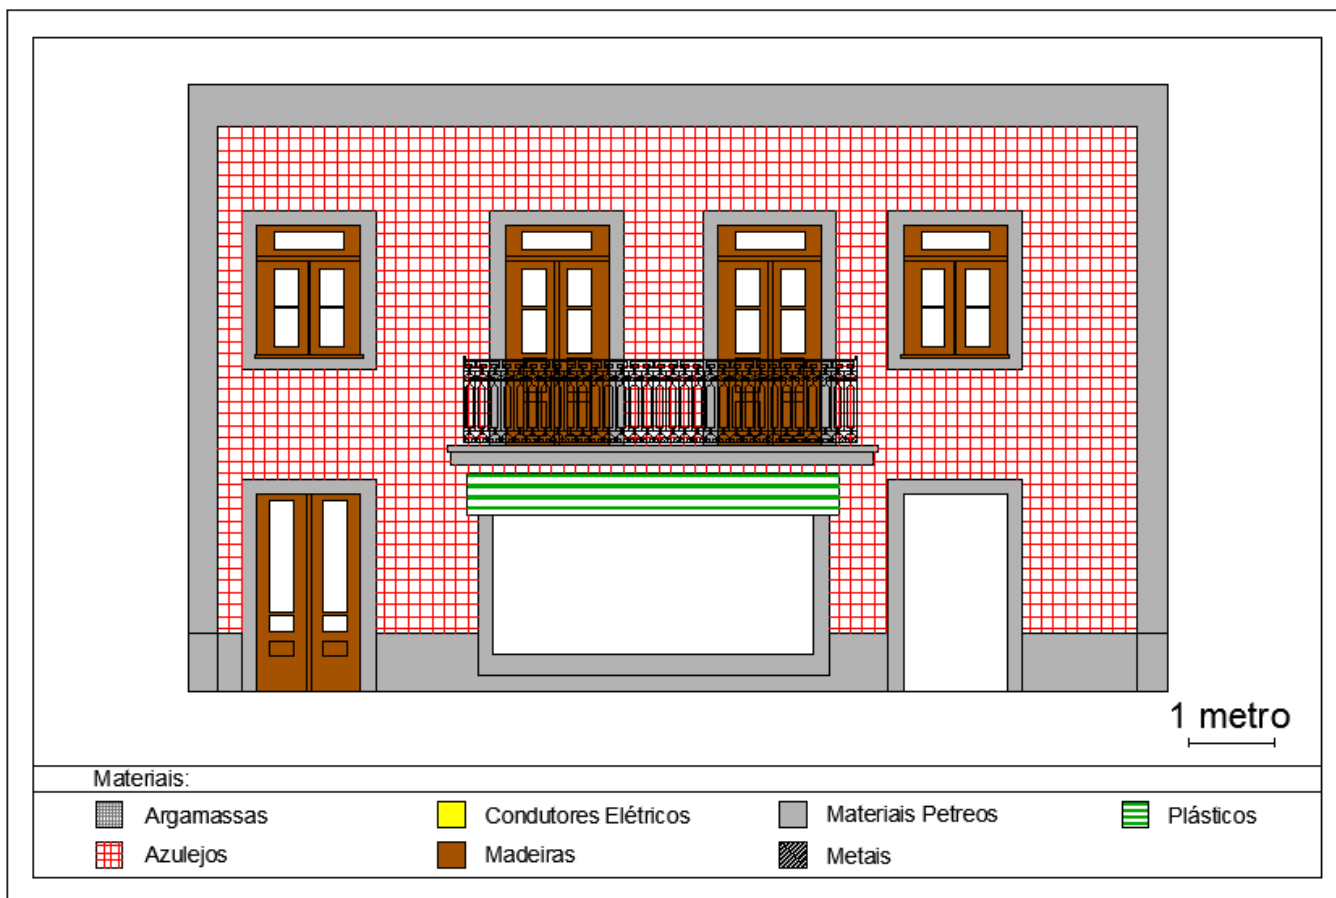 1 metro
Materiais:
Argamassas
Condutores Elétricos
Materiais Petreos
Plásticos
Azulejos
Madeiras
Metais